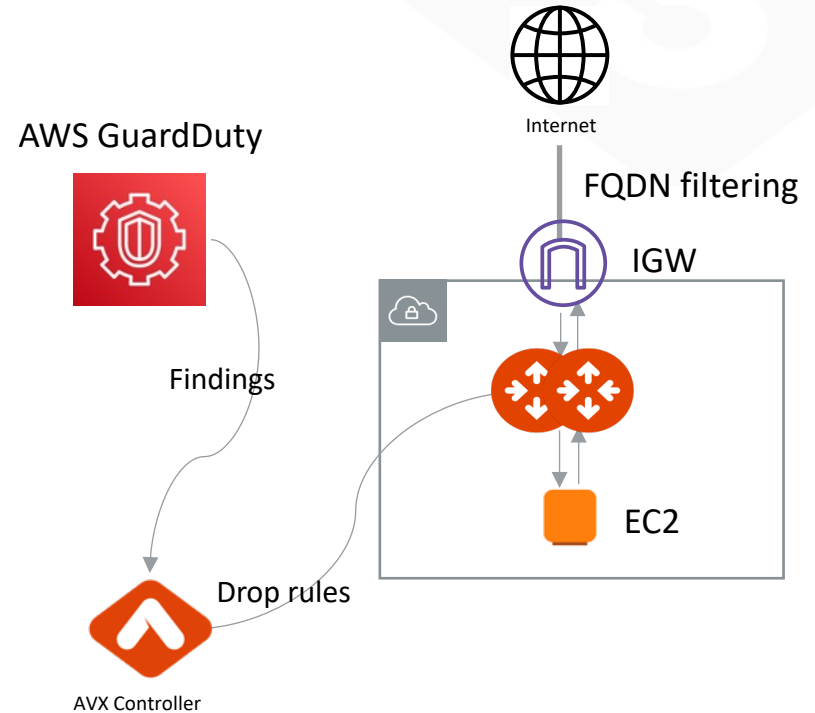 Internet
AWS GuardDuty
FQDN filtering
IGW
Findings
EC2
Drop rules
AVX Controller